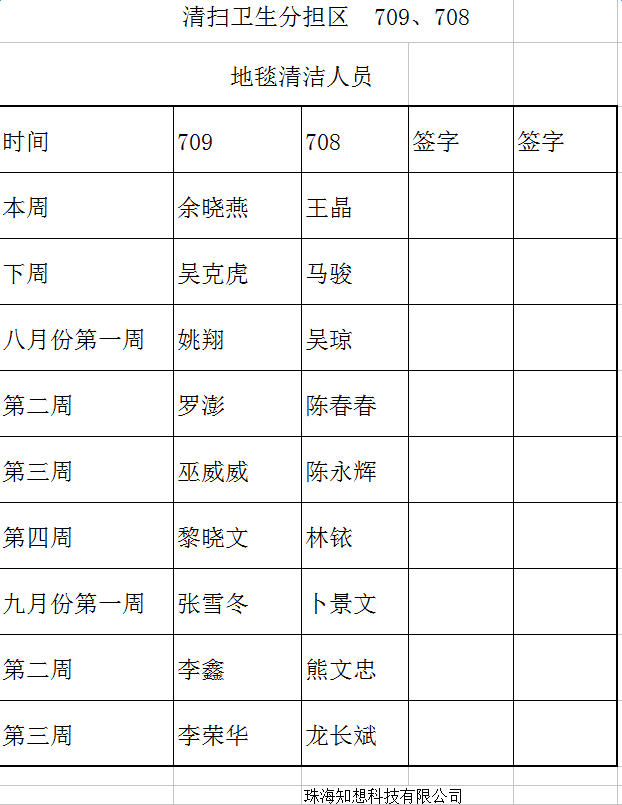 清扫卫生分担区 709、708
地毯清洁人员
时间 709 708 签字 签字
本周 余晓燕 王晶
下周 吴克虎 马骏
八月份第一周 姚翔 吴琼
第二周 罗澎 陈春春
第三周 巫威威 陈永辉
第四周 黎晓文 林铱
九月份第一周 张雪冬 卜景文
第二周 李鑫 熊文忠
第三周 李荣华 龙长斌
珠海知想科技有限公司